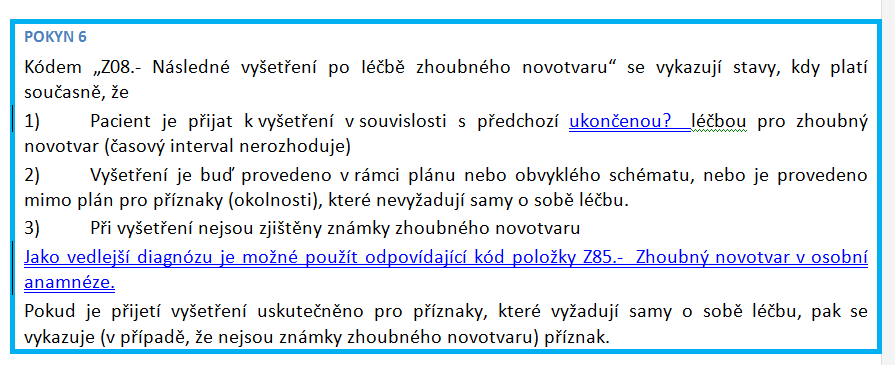 POKYN 6
Kódem „Z08.- Následné vyšetření po léčbě zhoubného novotvaru“ se vykazují stavy, kdy platí
současně, že
1) Pacient je přijat k vyšetření v souvislosti s předchozí ukončenou? léčbou pro zhoubný
novotvar (časový interval nerozhoduje)
2) Vyšetření je buď provedeno v rámci plánu nebo obvyklého schématu, nebo je provedeno
mimo plán pro příznaky (okolnosti), které nevyžadují samy o sobě léčbu.
3) Při vyšetření nejsou zjištěny známky zhoubného novotvaru
Jako vedlejší diagnózu je možné použít odpovídající kód položky Z85.- Zhoubný novotvar v osobní
anamnéze.
Pokud je přijetí vyšetření uskutečněno pro příznaky, které vyžadují samy o sobě léčbu, pak se
vykazuje (v případě, že nejsou známky zhoubného novotvaru) příznak.